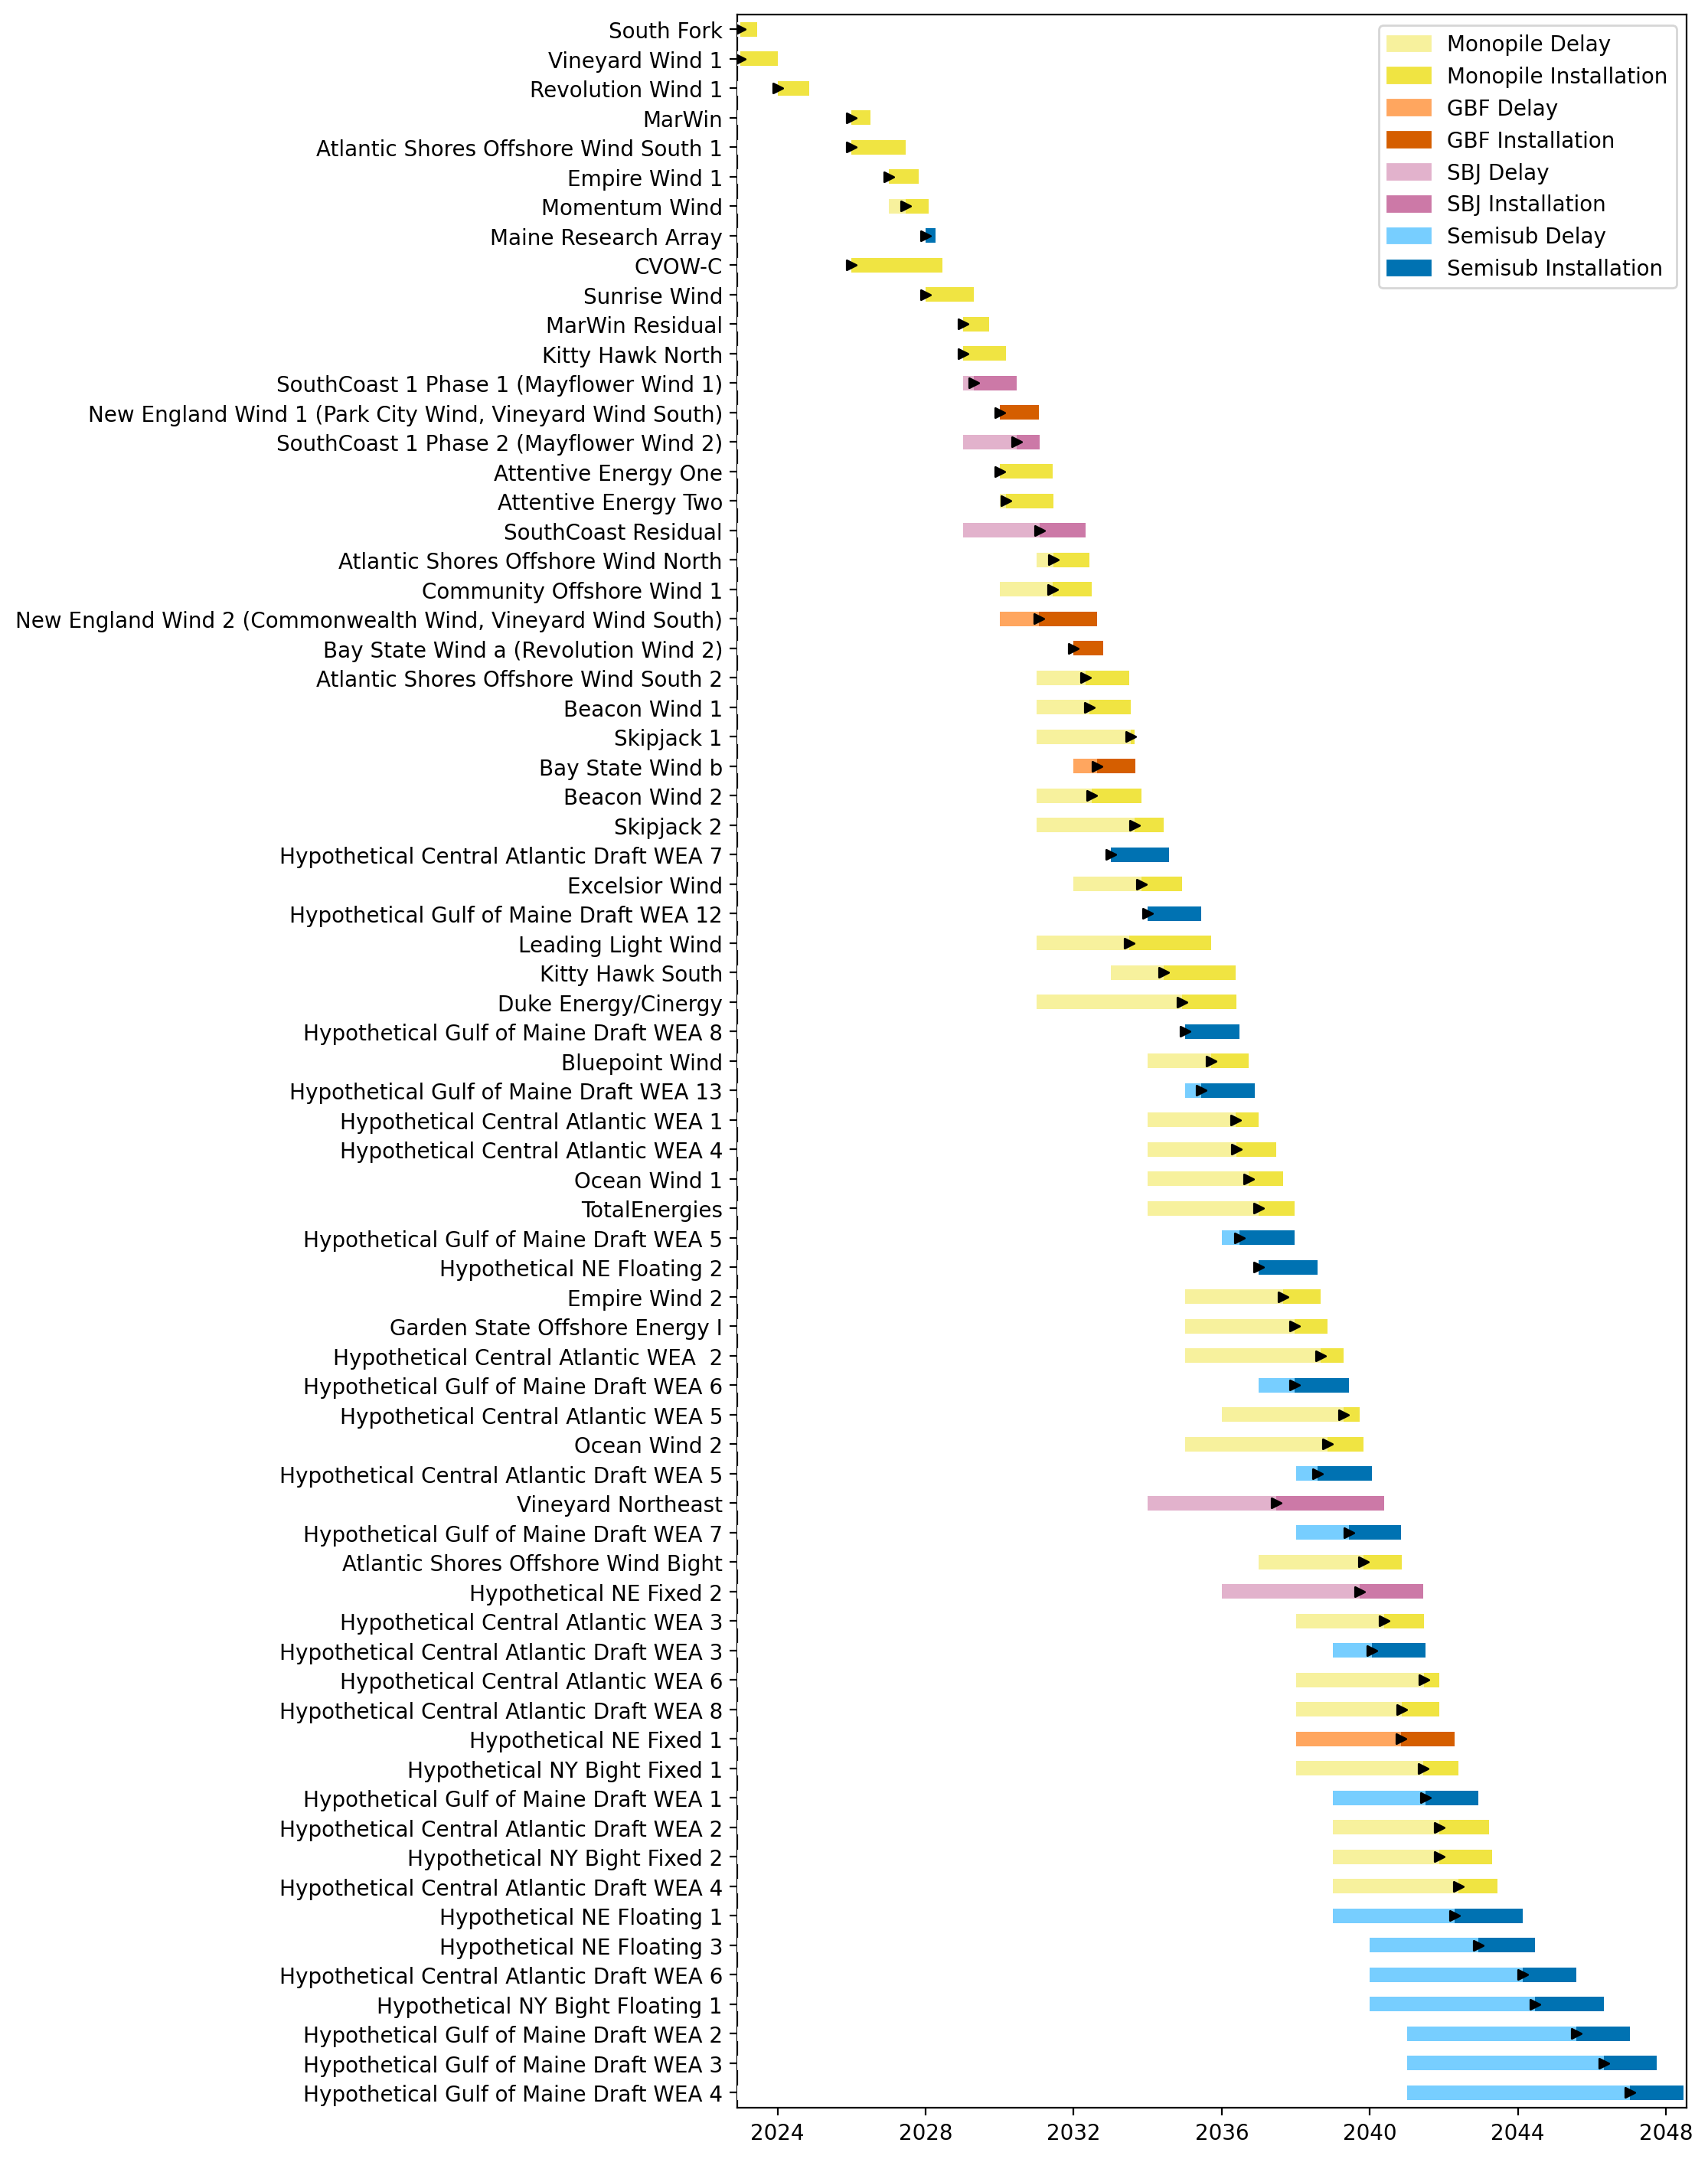 South Fork
Vineyard Wind 1
Revolution Wind 1
MarWin
Atlantic Shores Offshore Wind South 1
Empire Wind 1
Momentum Wind
Maine Research Array
CVOW-C
Sunrise Wind
MarWin Residual
Kitty Hawk North
SouthCoast 1 Phase 1 (Mayflower Wind 1)
New England Wind 1 (Park City Wind, Vineyard Wind South)
SouthCoast 1 Phase 2 (Mayflower Wind 2)
Attentive Energy One
Attentive Energy Two
SouthCoast Residual
Atlantic Shores Offshore Wind North
Community Offshore Wind 1
New England Wind 2 (Commonwealth Wind, Vineyard Wind South)
Bay State Wind a (Revolution Wind 2)
Atlantic Shores Offshore Wind South 2
Beacon Wind 1
Skipjack 1
Bay State Wind b
Beacon Wind 2
Skipjack 2
Hypothetical Central Atlantic Draft WEA 7
Excelsior Wind
Hypothetical Gulf of Maine Draft WEA 12
Leading Light Wind
Kitty Hawk South
Duke Energy/Cinergy
Hypothetical Gulf of Maine Draft WEA 8
Bluepoint Wind
Hypothetical Gulf of Maine Draft WEA 13
Hypothetical Central Atlantic WEA 1
Hypothetical Central Atlantic WEA 4
Ocean Wind 1
TotalEnergies
Hypothetical Gulf of Maine Draft WEA 5
Hypothetical NE Floating 2
Empire Wind 2
Garden State Offshore Energy I
Hypothetical Central Atlantic WEA  2
Hypothetical Gulf of Maine Draft WEA 6
Hypothetical Central Atlantic WEA 5
Ocean Wind 2
Hypothetical Central Atlantic Draft WEA 5
Vineyard Northeast
Hypothetical Gulf of Maine Draft WEA 7
Atlantic Shores Offshore Wind Bight
Hypothetical NE Fixed 2
Hypothetical Central Atlantic WEA 3
Hypothetical Central Atlantic Draft WEA 3
Hypothetical Central Atlantic WEA 6
Hypothetical Central Atlantic Draft WEA 8
Hypothetical NE Fixed 1
Hypothetical NY Bight Fixed 1
Hypothetical Gulf of Maine Draft WEA 1
Hypothetical Central Atlantic Draft WEA 2
Hypothetical NY Bight Fixed 2
Hypothetical Central Atlantic Draft WEA 4
Hypothetical NE Floating 1
Hypothetical NE Floating 3
Hypothetical Central Atlantic Draft WEA 6
Hypothetical NY Bight Floating 1
Hypothetical Gulf of Maine Draft WEA 2
Hypothetical Gulf of Maine Draft WEA 3
Hypothetical Gulf of Maine Draft WEA 4
Monopile Delay
Monopile Installation
GBF Delay
GBF Installation
SBJ Delay
SBJ Installation
Semisub Delay
Semisub Installation
2024 2028 2032 2036 2040 2044 2048